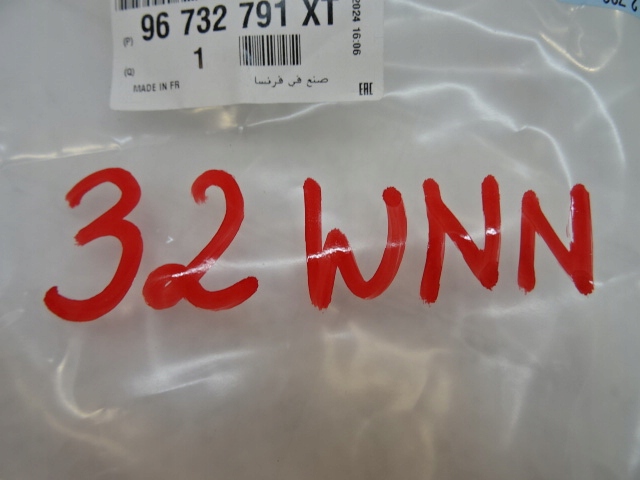 (P) 96 732 791 XT
(Q) 1
MADE IN FR
صنع في فرنسا
EAC
2024 16:06
32 WNN